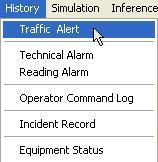 History Simulation Inference
Traffic Alert
Technical Alarm
Reading Alarm
Operator Command Log
Incident Record
Equipment Status